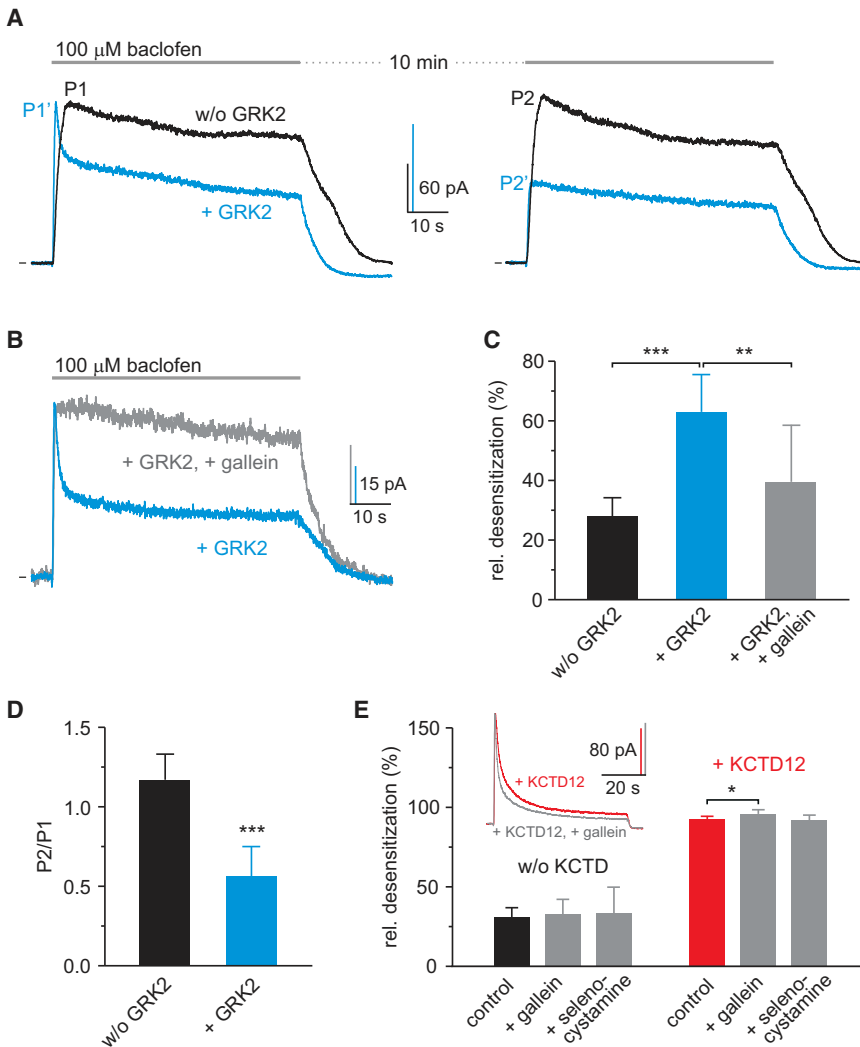 A
100 µM baclofen
10 min
P1
P1'
w/o GRK2
+ GRK2
60 pA
10 s
P2
P2'
B
100 µM baclofen
+ GRK2, + gallein
+ GRK2
15 pA
10 s
C
rel. desensitization (%)
80
60
40
20
0
***
**
w/o GRK2
+ GRK2
+ GRK2,
+ gallein
D
P2/P1
1.5
1.0
0.5
0.0
***
w/o GRK2
+ GRK2
E
rel. desensitization (%)
150
100
50
0
80 pA
20 s
+ KCTD12
+ KCTD12, + gallein
w/o KCTD
+ KCTD12
*
control
+ gallein
+ seleno-
cystamine
control
+ gallein
+ seleno-
cystamine